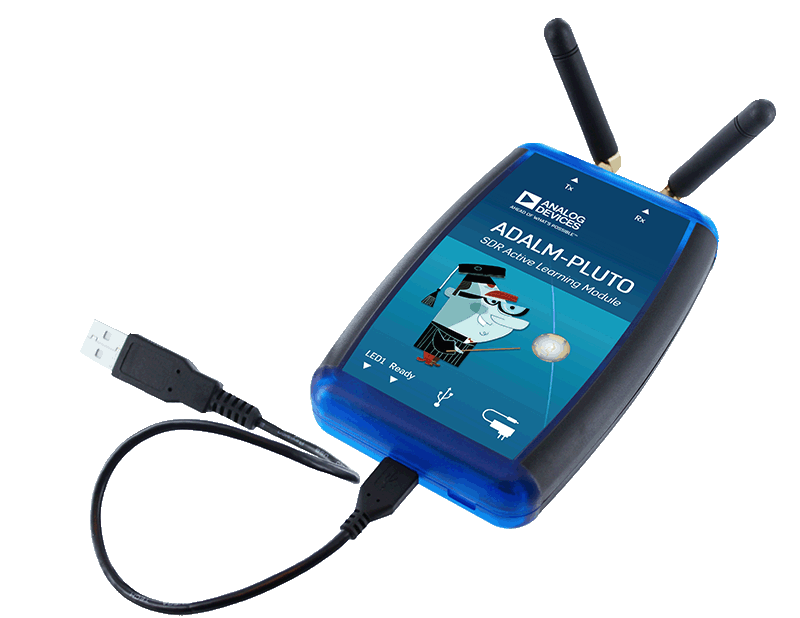 Tx
Rx
ANALOG
DEVICES
AHEAD OF WHAT'S POSSIBLE™
ADALM-PLUTO
SDR Active Learning Module
LED1 Ready